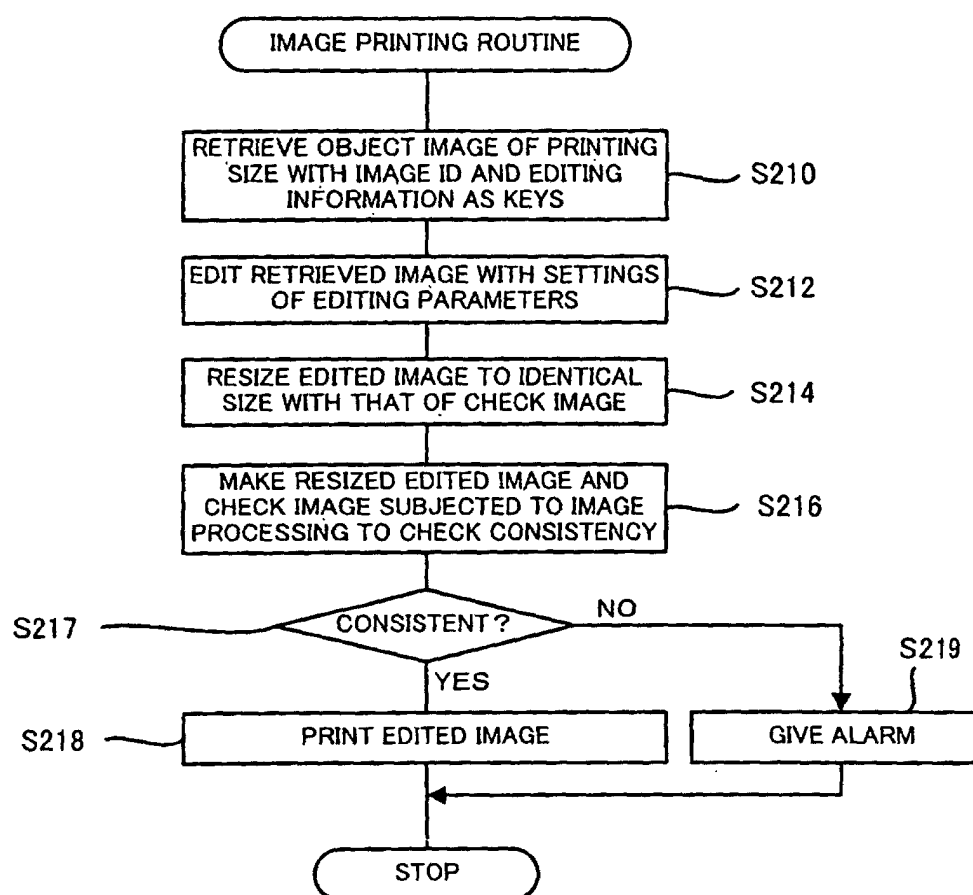 IMAGE PRINTING ROUTINE
RETRIEVE OBJECT IMAGE OF PRINTING
SIZE WITH IMAGE ID AND EDITING
INFORMATION AS KEYS
S210
EDIT RETRIEVED IMAGE WITH SETTINGS
OF EDITING PARAMETERS
S212
RESIZE EDITED IMAGE TO IDENTICAL
SIZE WITH THAT OF CHECK IMAGE
S214
MAKE RESIZED EDITED IMAGE AND
CHECK IMAGE SUBJECTED TO IMAGE
PROCESSING TO CHECK CONSISTENCY
S216
S217
CONSISTENT?
NO
YES
S219
S218
PRINT EDITED IMAGE
GIVE ALARM
STOP